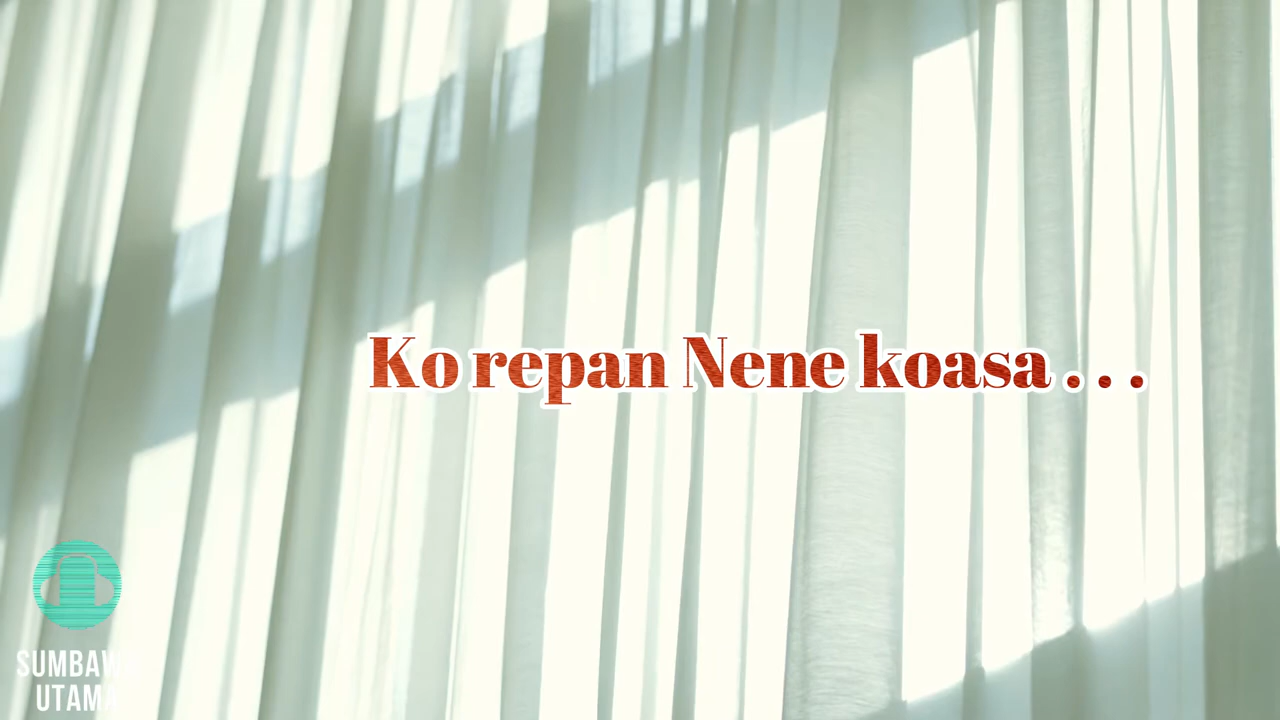 Ko repan Nene koasa . . .
SUMBAWA
UTAMA